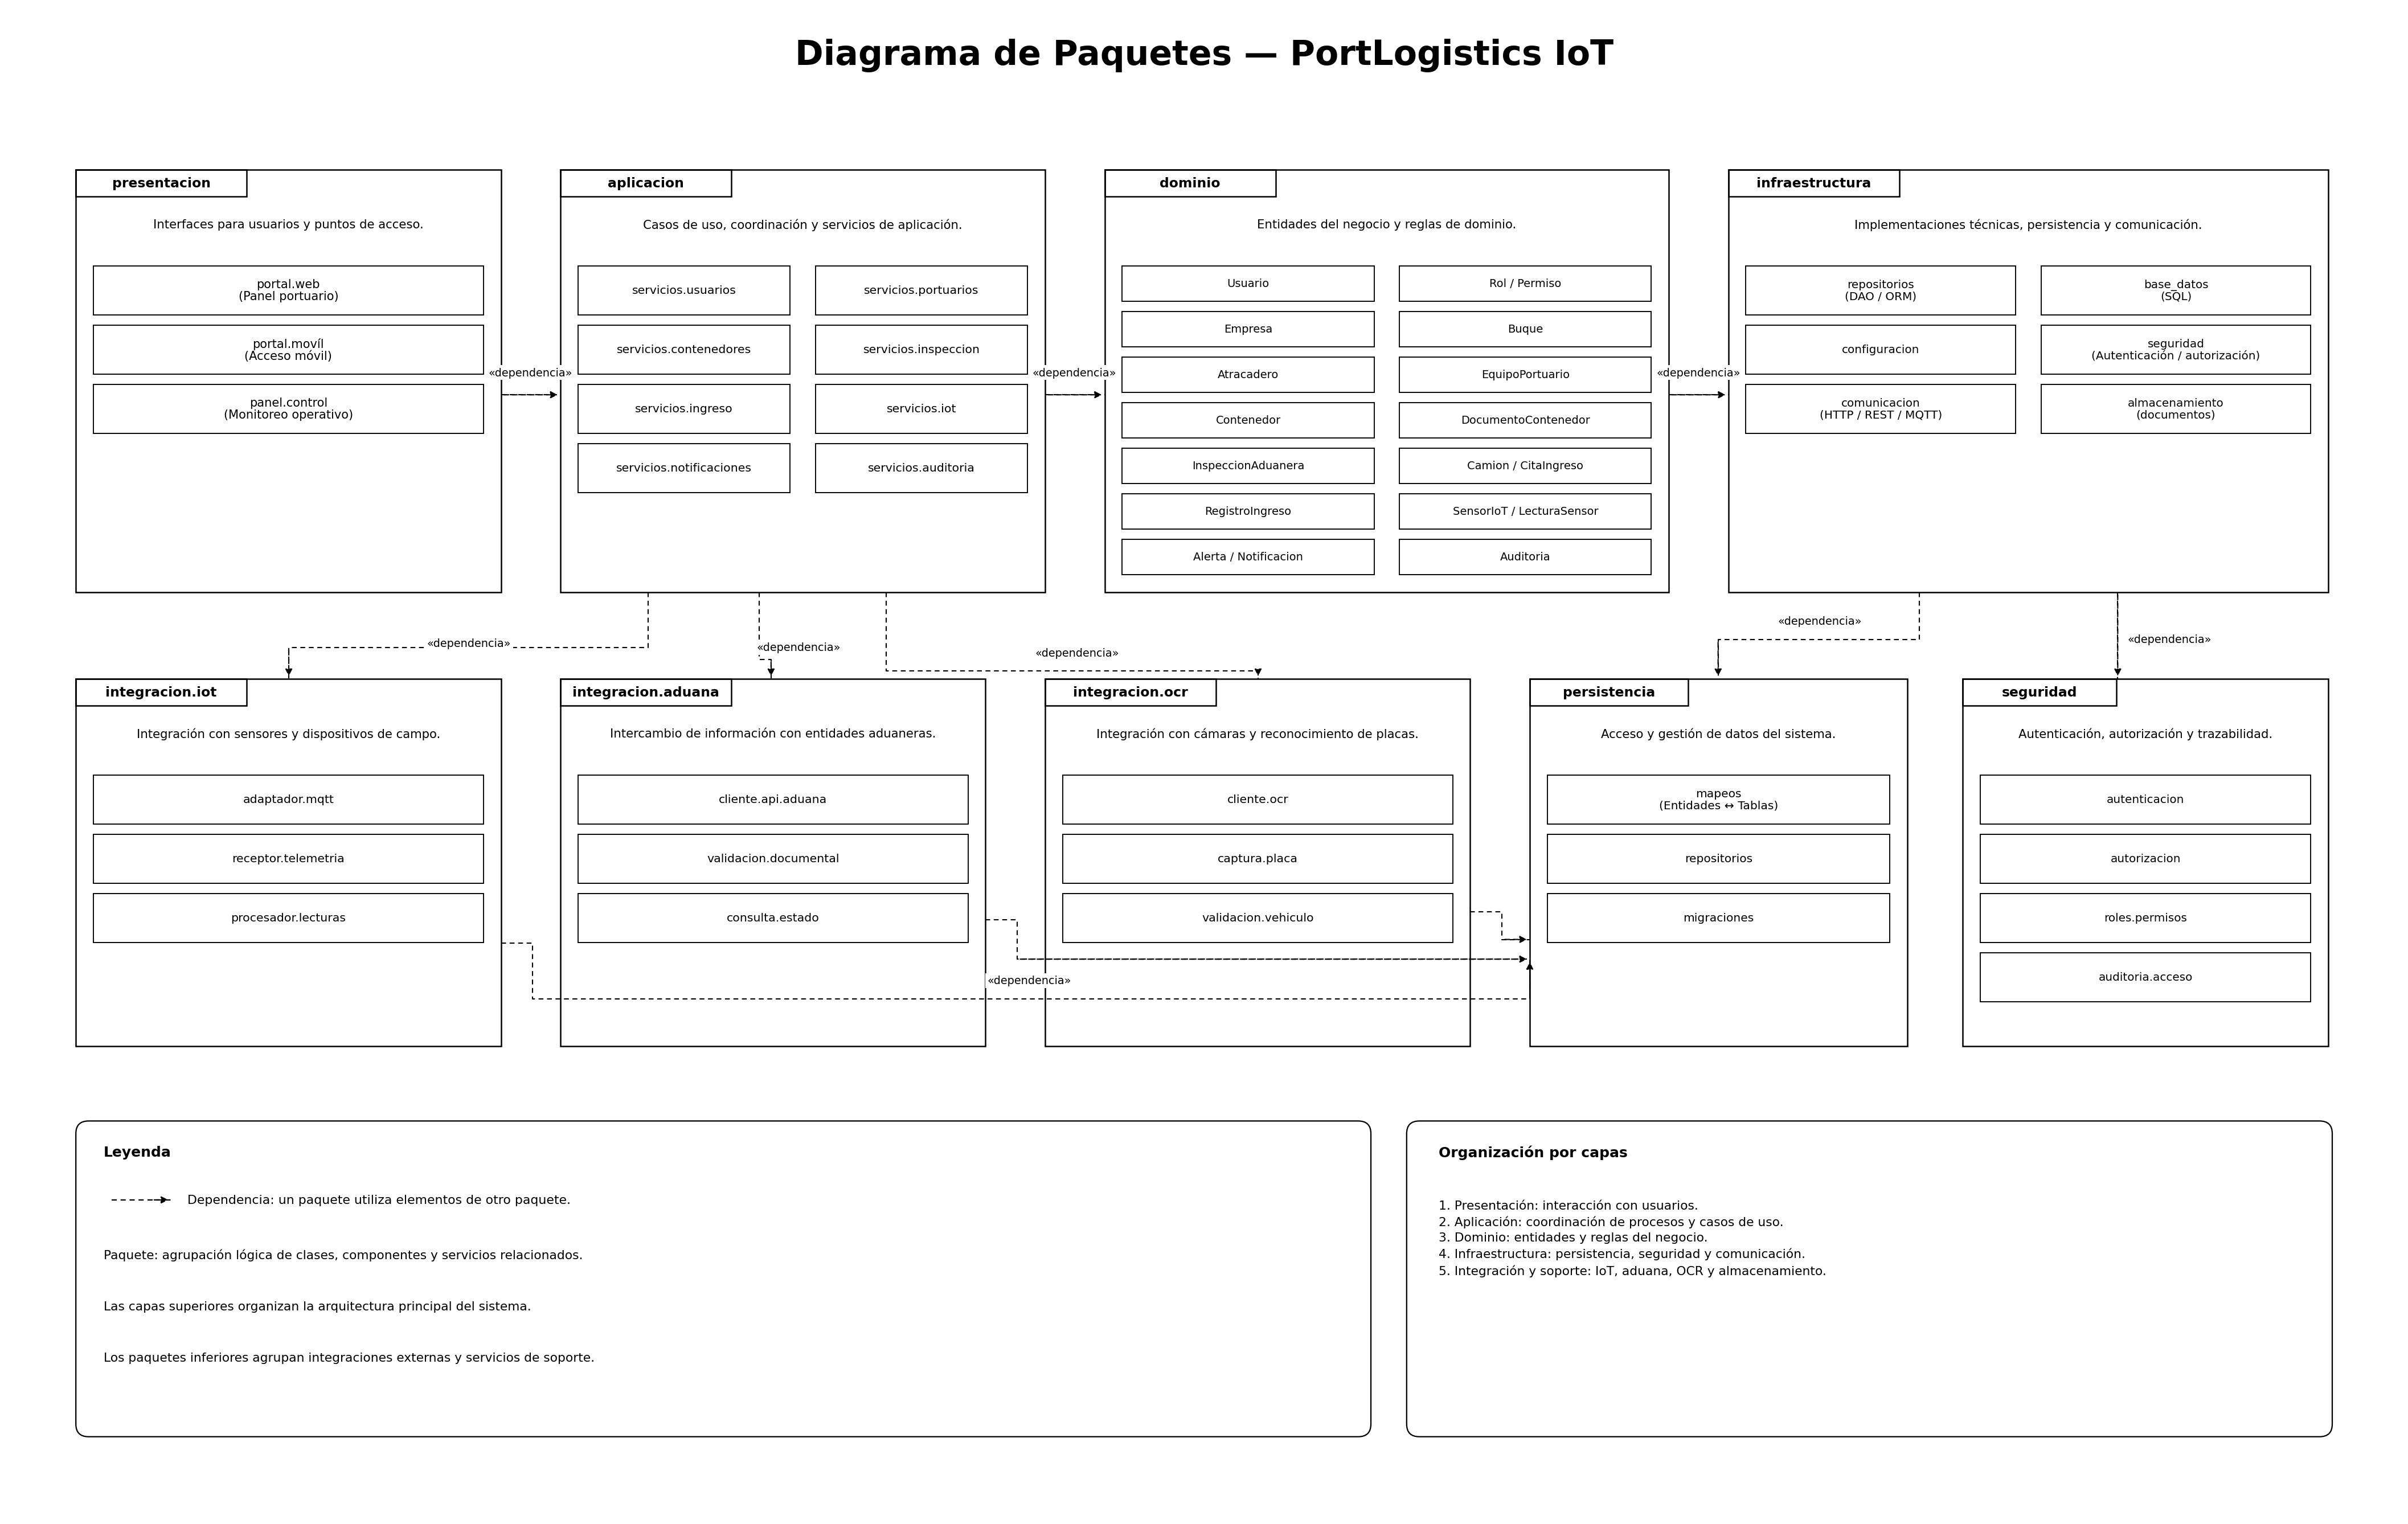 Diagrama de Paquetes — PortLogistics IoT
presentacion
Interfaces para usuarios y puntos de acceso.
portal.web
(Panel portuario)
portal.movíl
(Acceso móvil)
panel.control
(Monitoreo operativo)
«dependencia»
aplicacion
Casos de uso, coordinación y servicios de aplicación.
servicios.usuarios
servicios.portuarios
servicios.contenedores
servicios.inspeccion
servicios.ingreso
servicios.iot
servicios.notificaciones
servicios.auditoria
«dependencia»
dominio
Entidades del negocio y reglas de dominio.
Usuario
Rol / Permiso
Empresa
Buque
Atracadero
EquipoPortuario
Contenedor
DocumentoContenedor
InspeccionAduanera
Camion / CitaIngreso
RegistroIngreso
SensorIoT / LecturaSensor
Alerta / Notificacion
Auditoria
«dependencia»
infraestructura
Implementaciones técnicas, persistencia y comunicación.
repositorios
(DAO / ORM)
base_datos
(SQL)
configuracion
seguridad
(Autenticación / autorización)
comunicacion
(HTTP / REST / MQTT)
almacenamiento
(documentos)
«dependencia»
«dependencia»
«dependencia»
«dependencia»
«dependencia»
integracion.iot
Integración con sensores y dispositivos de campo.
adaptador.mqtt
receptor.telemetria
procesador.lecturas
integracion.aduana
Intercambio de información con entidades aduaneras.
cliente.api.aduana
validacion.documental
consulta.estado
«dependencia»
integracion.ocr
Integración con cámaras y reconocimiento de placas.
cliente.ocr
captura.placa
validacion.vehiculo
persistencia
Acceso y gestión de datos del sistema.
mapeos
(Entidades ↔ Tablas)
repositorios
migraciones
seguridad
Autenticación, autorización y trazabilidad.
autenticacion
autorizacion
roles.permisos
auditoria.acceso
Leyenda
Dependencia: un paquete utiliza elementos de otro paquete.
Paquete: agrupación lógica de clases, componentes y servicios relacionados.
Las capas superiores organizan la arquitectura principal del sistema.
Los paquetes inferiores agrupan integraciones externas y servicios de soporte.
Organización por capas
1. Presentación: interacción con usuarios.
2. Aplicación: coordinación de procesos y casos de uso.
3. Dominio: entidades y reglas del negocio.
4. Infraestructura: persistencia, seguridad y comunicación.
5. Integración y soporte: IoT, aduana, OCR y almacenamiento.